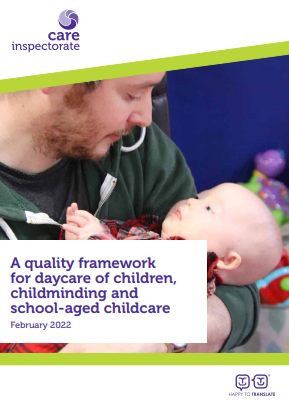 care
inspectorate
A quality framework
for daycare of children,
childminding and
school-aged childcare
February 2022
HAPPY TO TRANSLATE